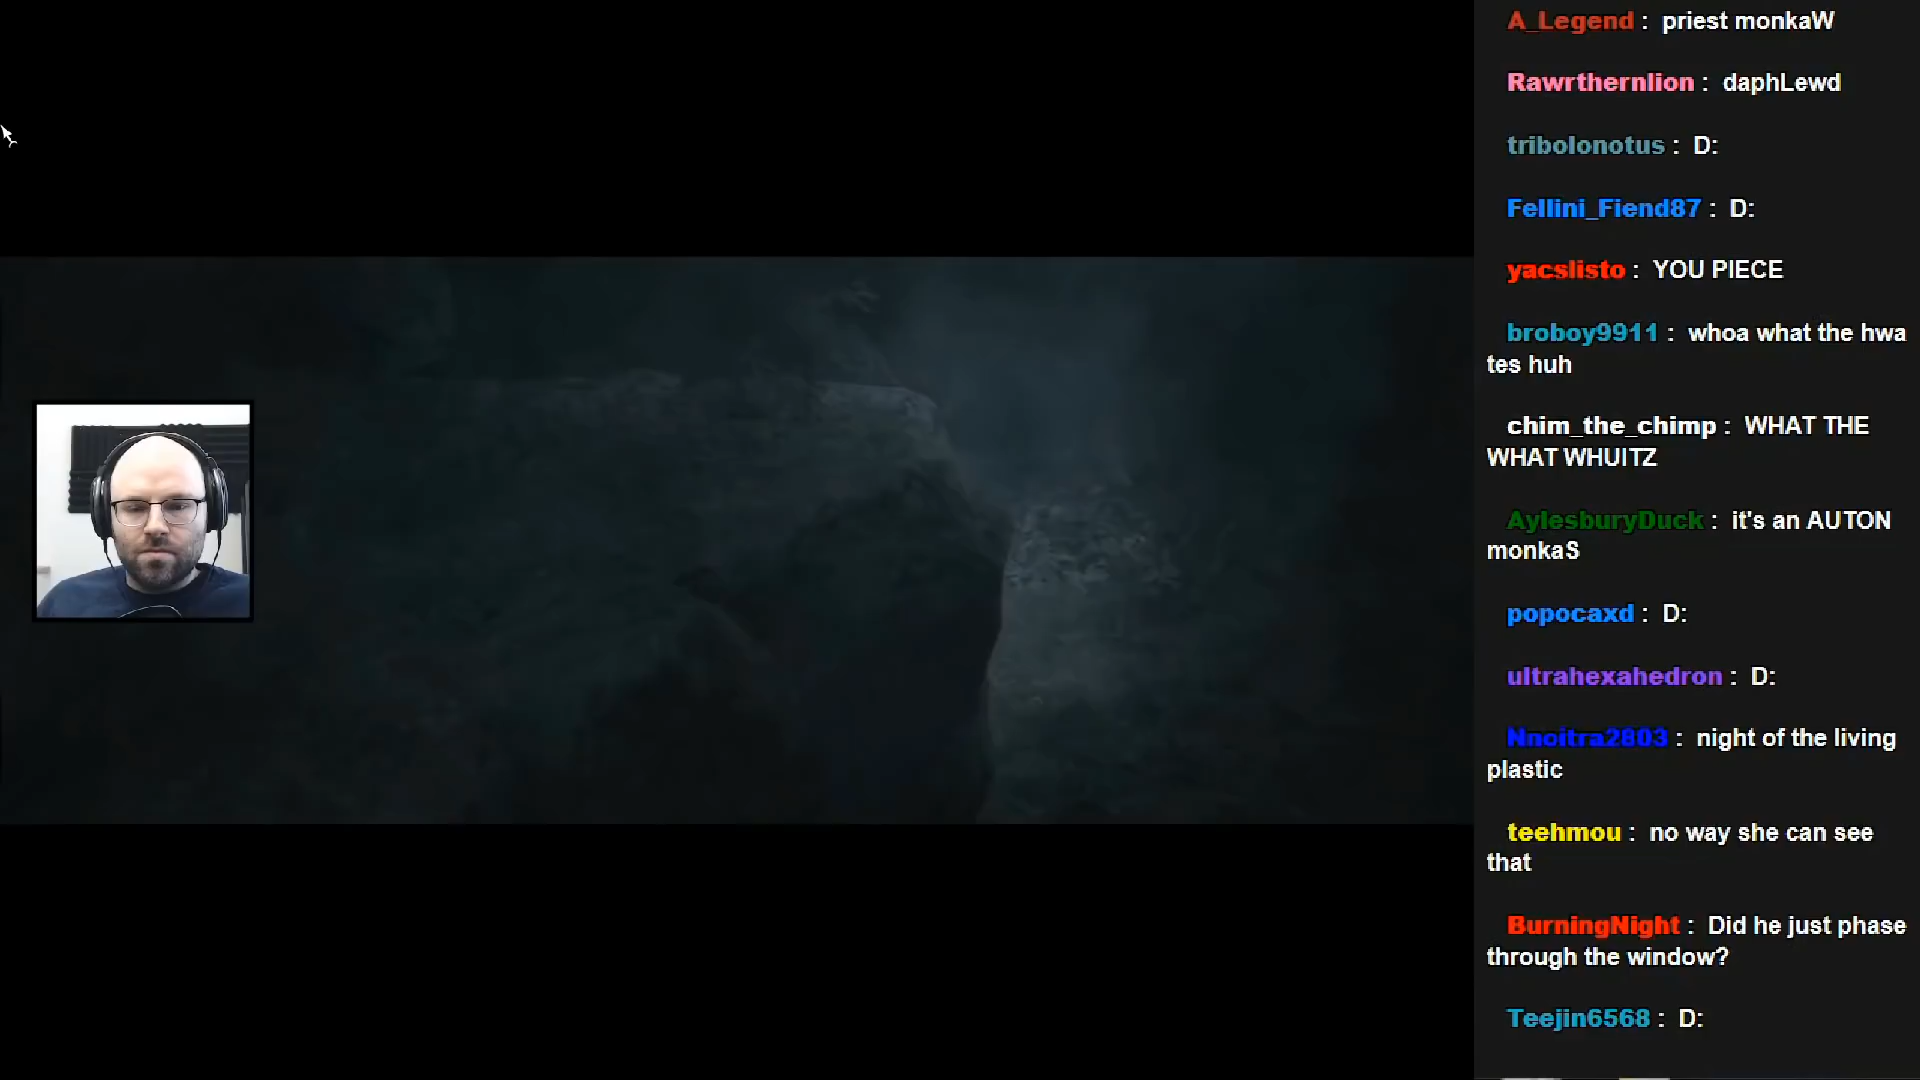 A_Legend : priest monkaW
Rawrthernlion : daphLewd
tribolonotus : D:
Fellini_Fiend87 : D:
yacslisto : YOU PIECE
broboy9911 : whoa what the hwa
tes huh
chim_the_chimp : WHAT THE
WHAT WHUITZ
AylesburyDuck : it's an AUTON
monkaS
popocaxd : D:
ultrahexahedron : D:
Nnoitra2803 : night of the living
plastic
teehmou : no way she can see
that
BurningNight : Did he just phase
through the window?
Teejin6568 : D: